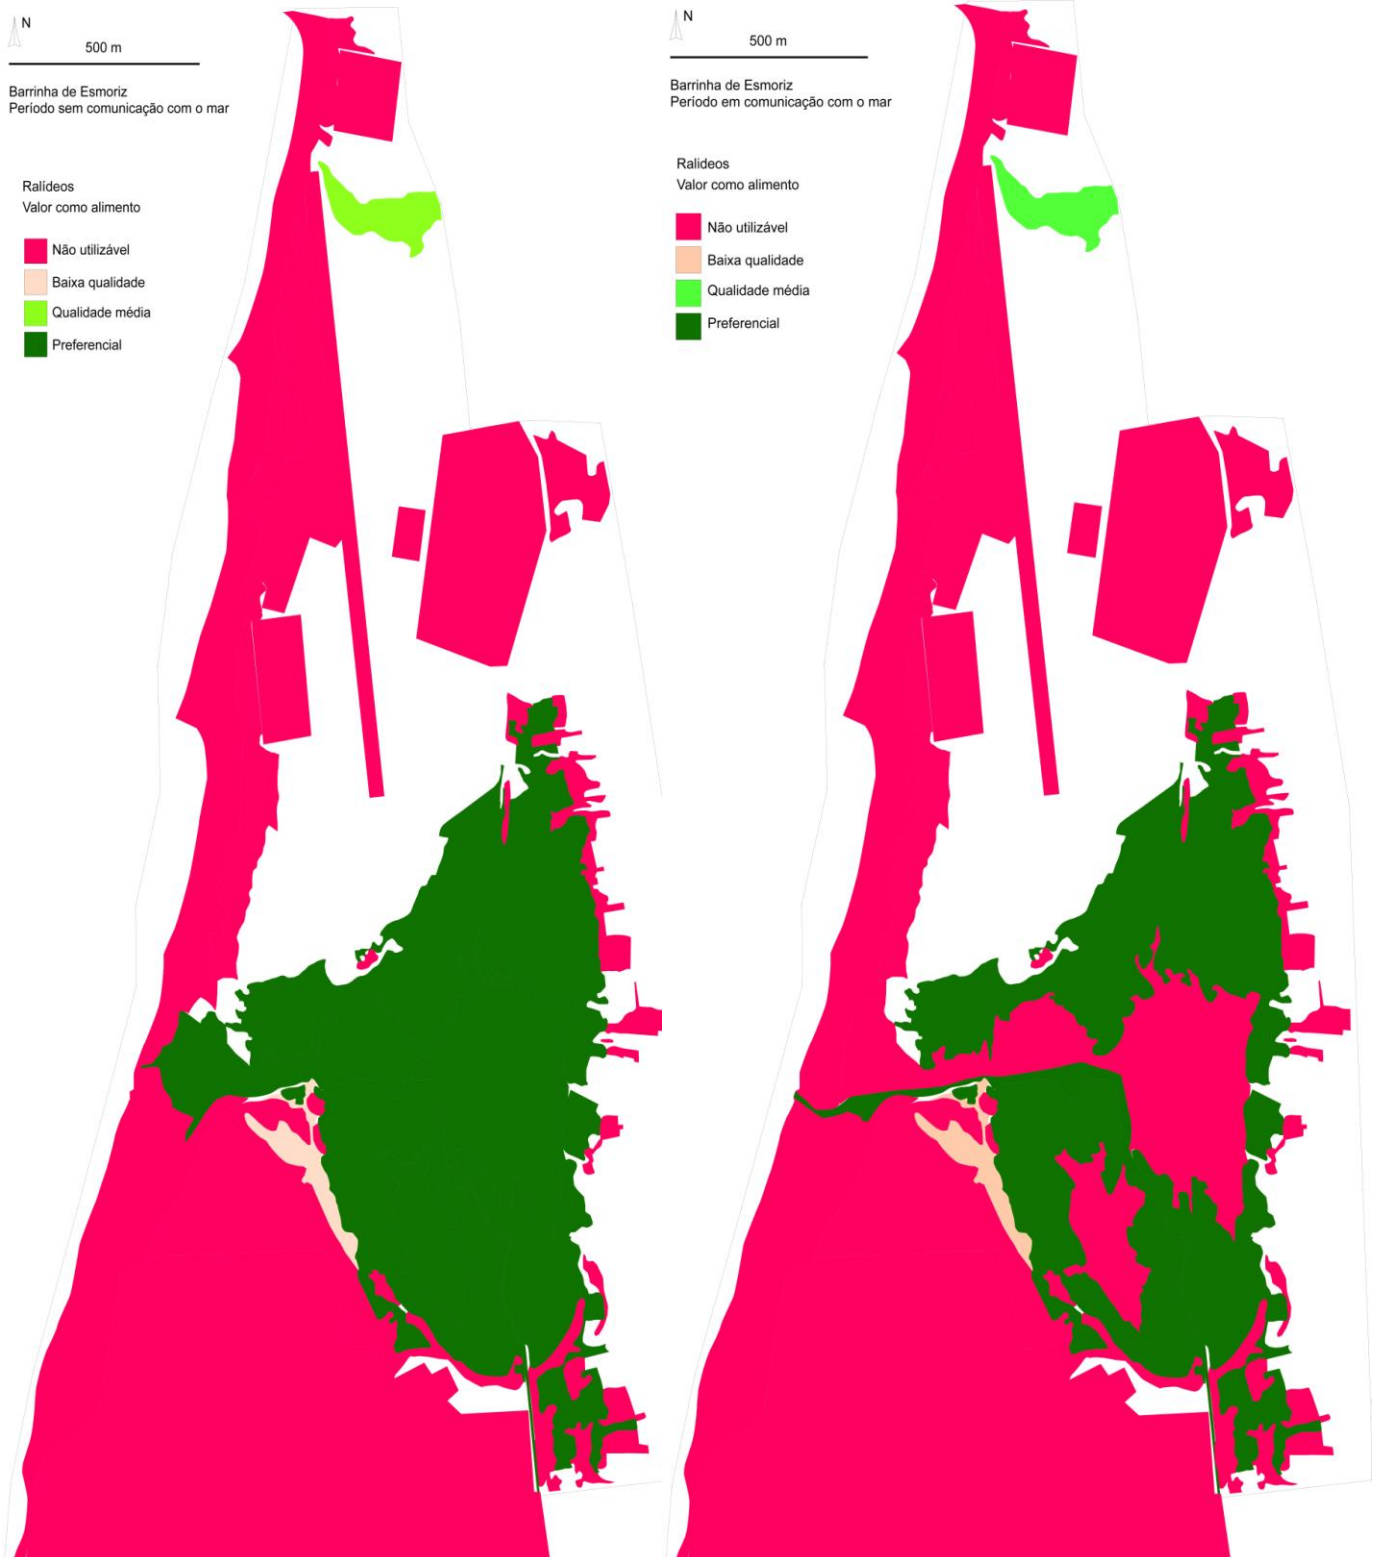 N
500 m
Barrinha de Esmoriz
Período sem comunicação com o mar
Ralídeos
Valor como alimento
Não utilizável
Baixa qualidade
Qualidade média
Preferencial
N
500 m
Barrinha de Esmoriz
Período em comunicação com o mar
Ralideos
Valor como alimento
Não utilizável
Baixa qualidade
Qualidade média
Preferencial